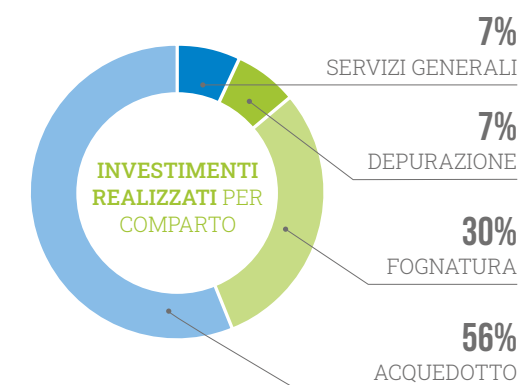 INVESTIMENTI
REALIZZATI PER
COMPARTO
7%
SERVIZI GENERALI
7%
DEPURAZIONE
30%
FOGNATURA
56%
ACQUEDOTTO